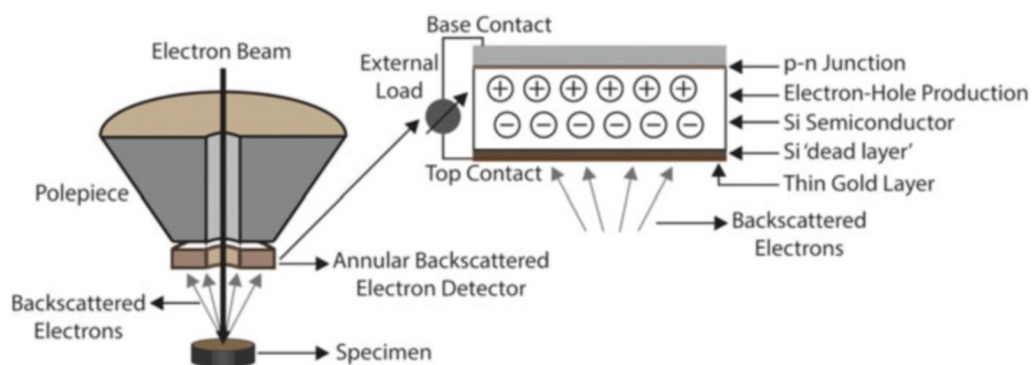 Electron Beam
Polepiece
Backscattered
Electrons
Specimen
Annular Backscattered
Electron Detector
Base Contact
External
Load
Top Contact
p-n Junction
Electron-Hole Production
Si Semiconductor
Si 'dead layer'
Thin Gold Layer
Backscattered
Electrons